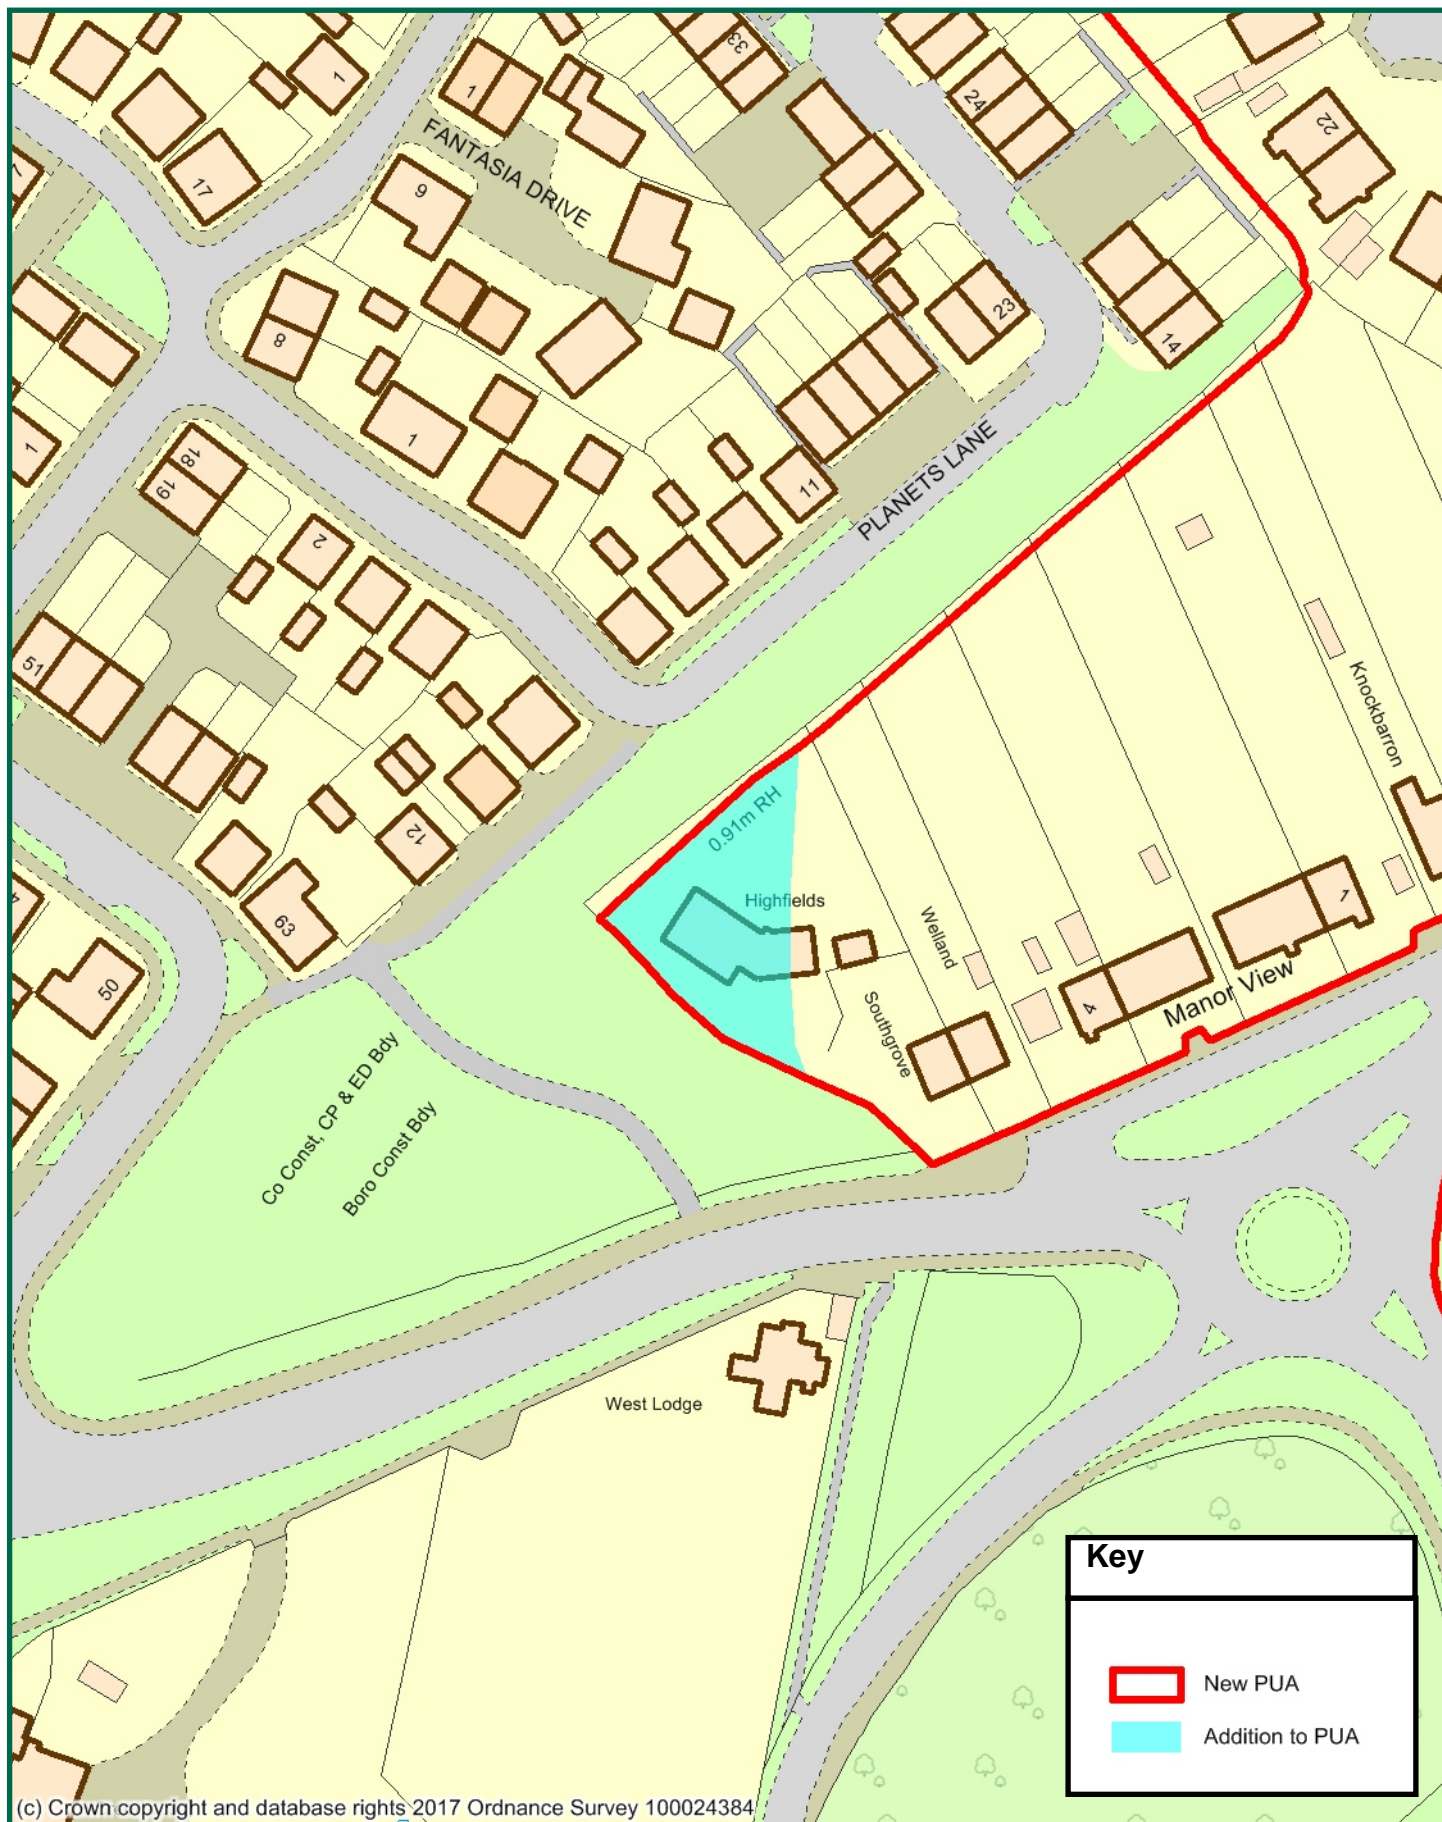 33
1
1
24
22
FANTASIA DRIVE
17
9
23
14
8
1
1
18
19
11
PLANETS LANE
2
51
Knockbarron
0.91m RH
12
63
Highfields
1
Welland
50
Manor View
4
Southgrove
Co Const, CP & ED Bdy
Boro Const Bdy
West Lodge
Key
New PUA
Addition to PUA
(c) Crown copyright and database rights 2017 Ordnance Survey 100024384